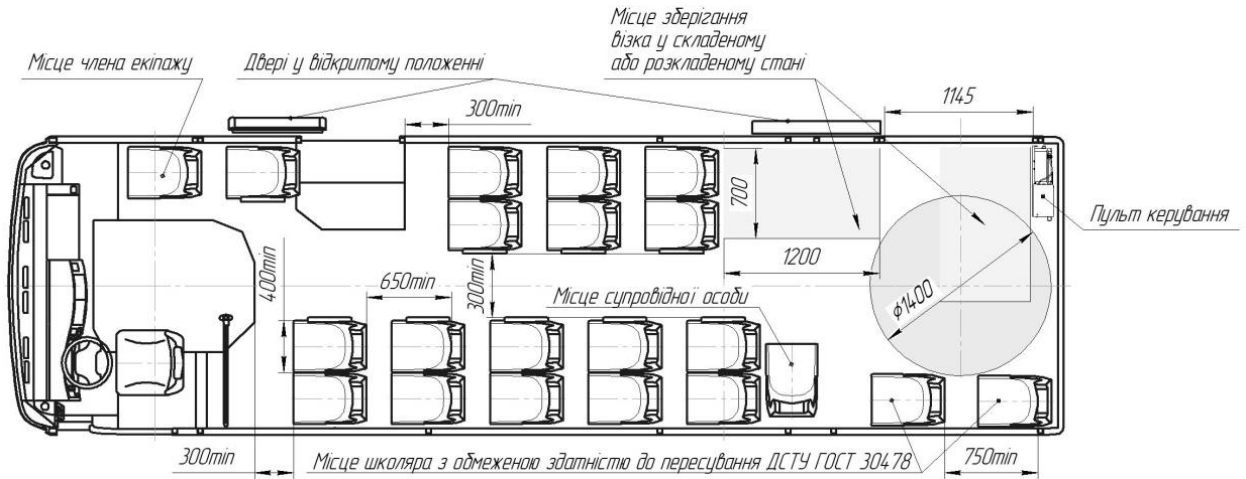 Місце зберігання
візка у складеному
або розкладеному стані
Місце члена екіпажу
Двері у відкритому положенні
1145
300min
700
Пульт керування
1200
400min
650min
300min
Місце супровідної особи
ϕ1400
300min
Місце школяра з обмеженою здатністю до пересування ДСТУ ГОСТ 30478
750min